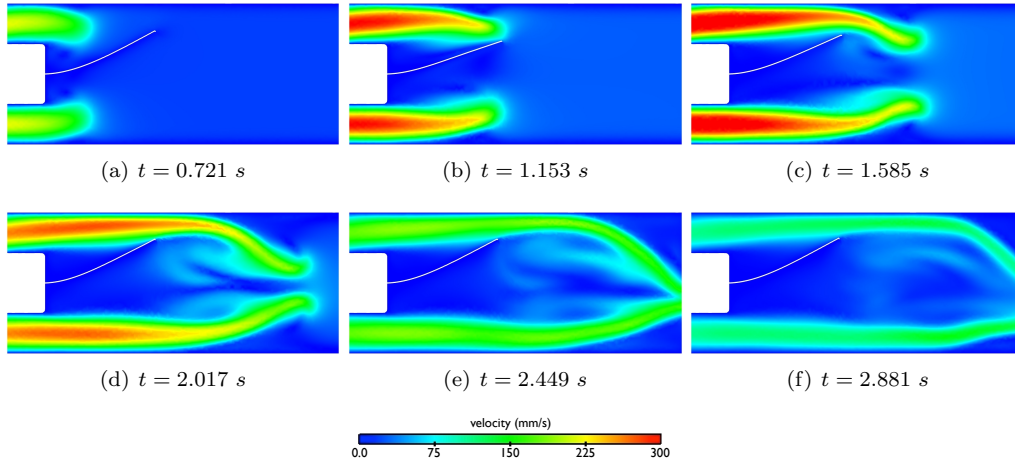 (a) t = 0.721 s
(b) t = 1.153 s
(c) t = 1.585 s
(d) t = 2.017 s
(e) t = 2.449 s
(f) t = 2.881 s
velocity (mm/s)
0.0 75 150 225 300